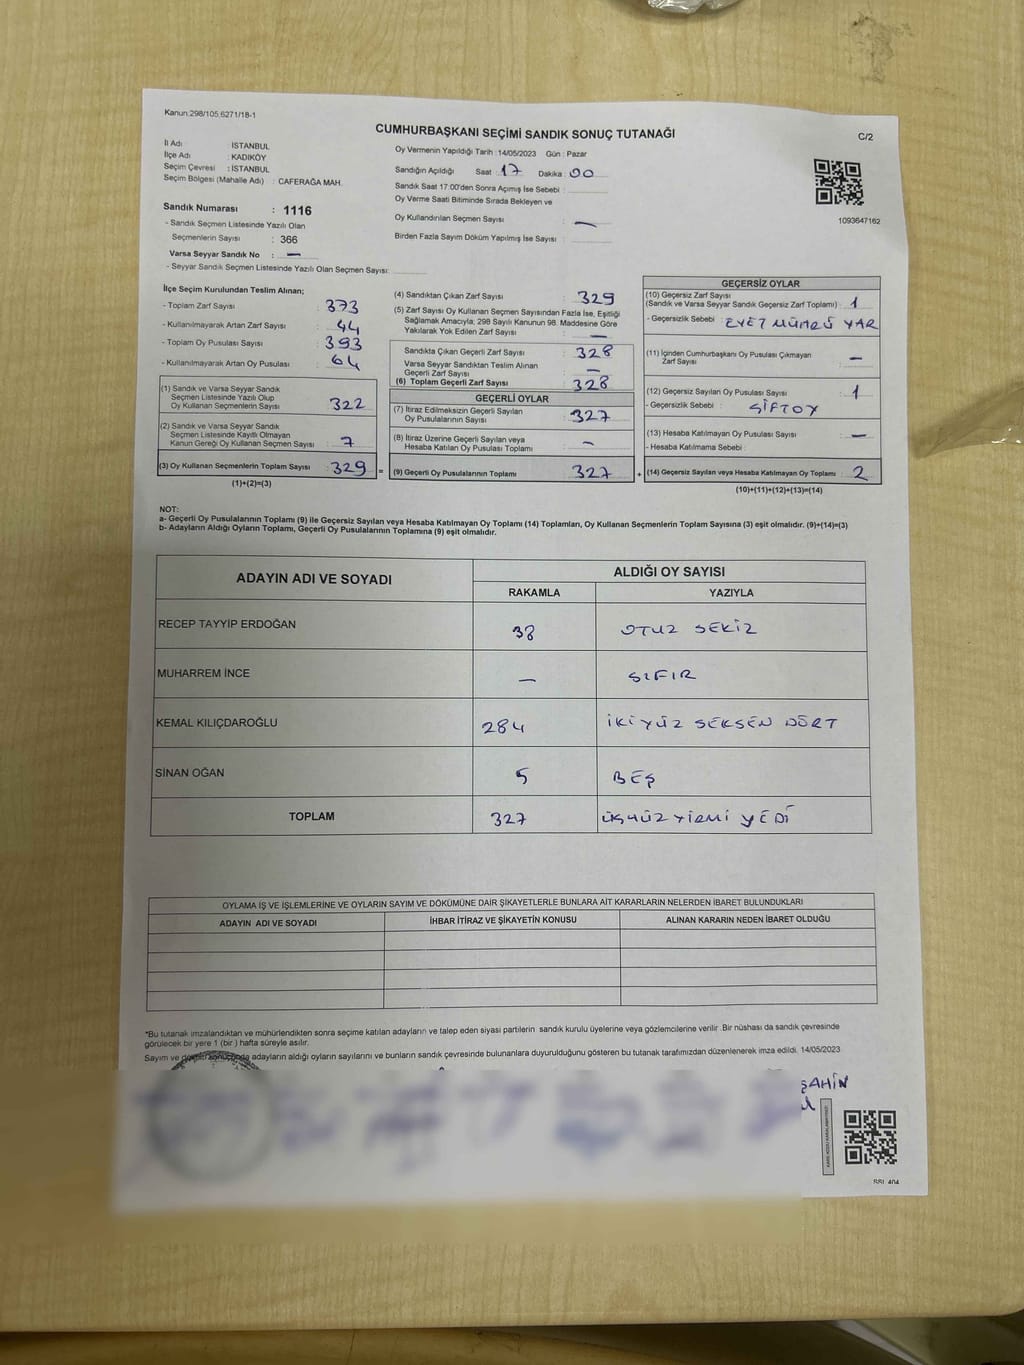 Kanun:298/105,6271/18-1
CUMHURBAŞKANI SEÇİMİ SANDIK SONUÇ TUTANAĞI
C/2
İl Adı : İSTANBUL
İlçe Adı : KADIKÖY
Seçim Çevresi : İSTANBUL
Seçim Bölgesi (Mahalle Adı) : CAFERAĞA MAH.
Sandık Numarası : 1116
- Sandık Seçmen Listesinde Yazılı Olan
Seçmenlerin Sayısı : 366
Varsa Seyyar Sandık No : —
- Seyyar Sandık Seçmen Listesinde Yazılı Olan Seçmen Sayısı:
Oy Vermenin Yapıldığı Tarih :14/05/2023 Gün : Pazar
Sandığın Açıldığı Saat : 17 Dakika : 00
Sandık Saat 17:00'den Sonra Açımış İse Sebebi :
Oy Verme Saati Bitiminde Sırada Bekleyen ve
Oy Kullandırılan Seçmen Sayısı : —
Birden Fazla Sayım Döküm Yapılmış İse Sayısı :
1093647162
İlçe Seçim Kurulundan Teslim Alınan;
- Toplam Zarf Sayısı : 373
- Kullanılmayarak Artan Zarf Sayısı : 44
- Toplam Oy Pusulası Sayısı : 393
- Kullanılmayarak Artan Oy Pusulası : 64
(1) Sandık ve Varsa Seyyar Sandık
Seçmen Listesinde Yazılı Olup
Oy Kullanan Seçmenlerin Sayısı : 322
(2) Sandık ve Varsa Seyyar Sandık
Seçmen Listesinde Kayıtlı Olmayan
Kanun Gereği Oy Kullanan Seçmen Sayısı : 7
(3) Oy Kullanan Seçmenlerin Toplam Sayısı : 329 =
(1)+(2)=(3)
(4) Sandıktan Çıkan Zarf Sayısı : 329
(5) Zarf Sayısı Oy Kullanan Seçmen Sayısından Fazla İse, Eşitliği
Sağlamak Amacıyla; 298 Sayılı Kanunun 98. Maddesine Göre
Yakılarak Yok Edilen Zarf Sayısı : —
Sandıkta Çıkan Geçerli Zarf Sayısı : 328
Varsa Seyyar Sandıktan Teslim Alınan
Geçerli Zarf Sayısı : —
(6) Toplam Geçerli Zarf Sayısı : 328
GEÇERLİ OYLAR
(7) İtiraz Edilmeksizin Geçerli Sayılan
Oy Pusulalarının Sayısı : 327
(8) İtiraz Üzerine Geçerli Sayılan veya
Hesaba Katılan Oy Pusulası Toplamı : —
(9) Geçerli Oy Pusulalarının Toplamı : 327 +
GEÇERSİZ OYLAR
(10) Geçersiz Zarf Sayısı
(Sandık ve Varsa Seyyar Sandık Geçersiz Zarf Toplamı) : 1
- Geçersizlik Sebebi : EVET MÜHRÜ VAR
(11) İçinden Cumhurbaşkanı Oy Pusulası Çıkmayan
Zarf Sayısı : —
(12) Geçersiz Sayılan Oy Pusulası Sayısı : 1
- Geçersizlik Sebebi : ÇİFTOY
(13) Hesaba Katılmayan Oy Pusulası Sayısı : —
- Hesaba Katılmama Sebebi :
(14) Geçersiz Sayılan veya Hesaba Katılmayan Oy Toplamı : 2
(10)+(11)+(12)+(13)=(14)
NOT:
a- Geçerli Oy Pusulalarının Toplamı (9) ile Geçersiz Sayılan veya Hesaba Katılmayan Oy Toplamı (14) Toplamları, Oy Kullanan Seçmenlerin Toplam Sayısına (3) eşit olmalıdır. (9)+(14)=(3)
b- Adayların Aldığı Oyların Toplamı, Geçerli Oy Pusulalarının Toplamına (9) eşit olmalıdır.
ADAYIN ADI VE SOYADI ALDIĞI OY SAYISI
RAKAMLA YAZIYLA
RECEP TAYYİP ERDOĞAN 38 OTUZ SEKİZ
MUHARREM İNCE — SIFIR
KEMAL KILIÇDAROĞLU 284 İKİYÜZ SEKSEN DÖRT
SİNAN OĞAN 5 BEŞ
TOPLAM 327 ÜÇYÜZ YİRMİ YEDİ
OYLAMA İŞ VE İŞLEMLERİNE VE OYLARIN SAYIM VE DÖKÜMÜNE DAİR ŞİKAYETLERLE BUNLARA AİT KARARLARIN NELERDEN İBARET BULUNDUKLARI
ADAYIN ADI VE SOYADI İHBAR İTİRAZ VE ŞİKAYETİN KONUSU ALINAN KARARIN NEDEN İBARET OLDUĞU
*Bu tutanak imzalandıktan ve mühürlendikten sonra seçime katılan adayların ve talep eden siyasi partilerin sandık kurulu üyelerine veya gözlemcilerine verilir .Bir nüshası da sandık çevresinde
görülecek bir yere 1 (bir ) hafta süreyle asılır.
Sayım ve adayların aldığı oyların sayılarını ve bunların sandık çevresinde bulunanlara duyurulduğunu gösteren bu tutanak tarafımızdan düzenlenerek imza edildi. 14/05/2023
ŞAHİN